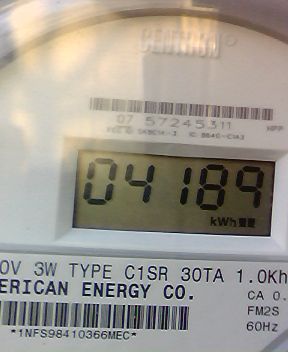 CENTRON®
07 57245311
04189
kWh
0V 3W TYPE C1SR 30TA 1.0Kh
ERICAN ENERGY CO.
CA 0.
FM2S
*1NFS98410366MEC*
60Hz